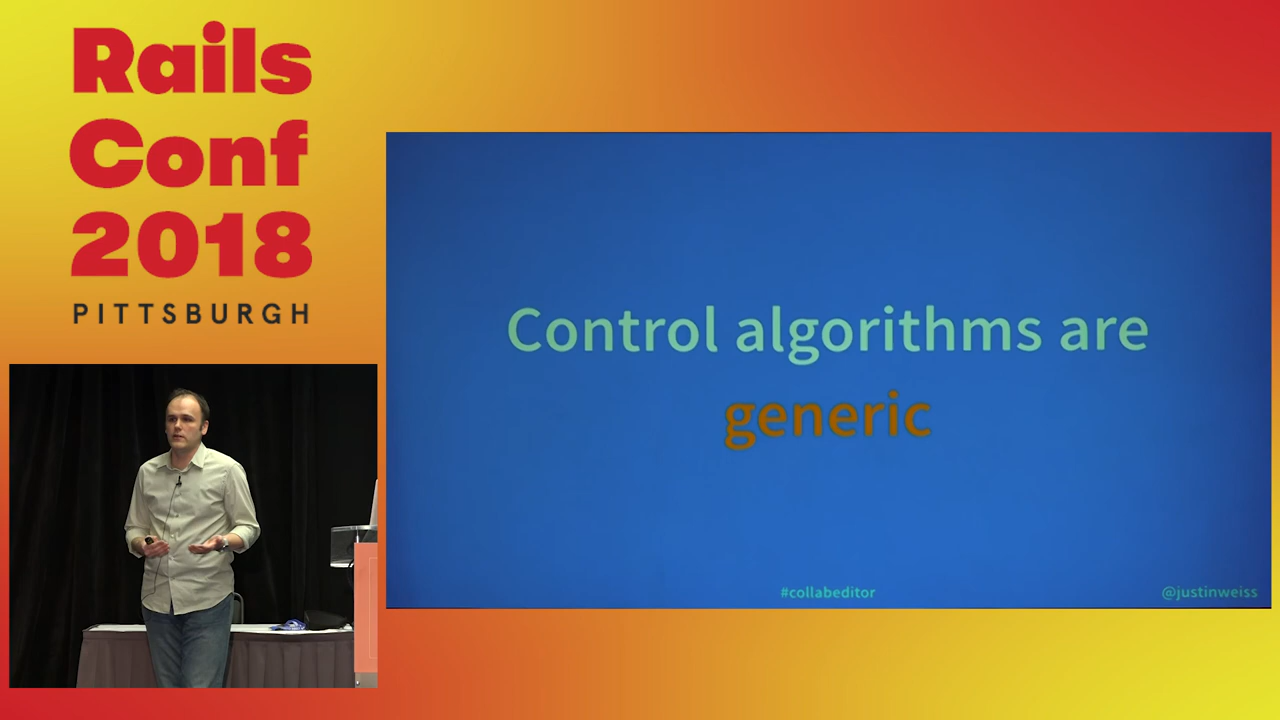 Rails
Conf
2018
PITTSBURGH
Control algorithms are
generic
#collabeditor
@justinweiss